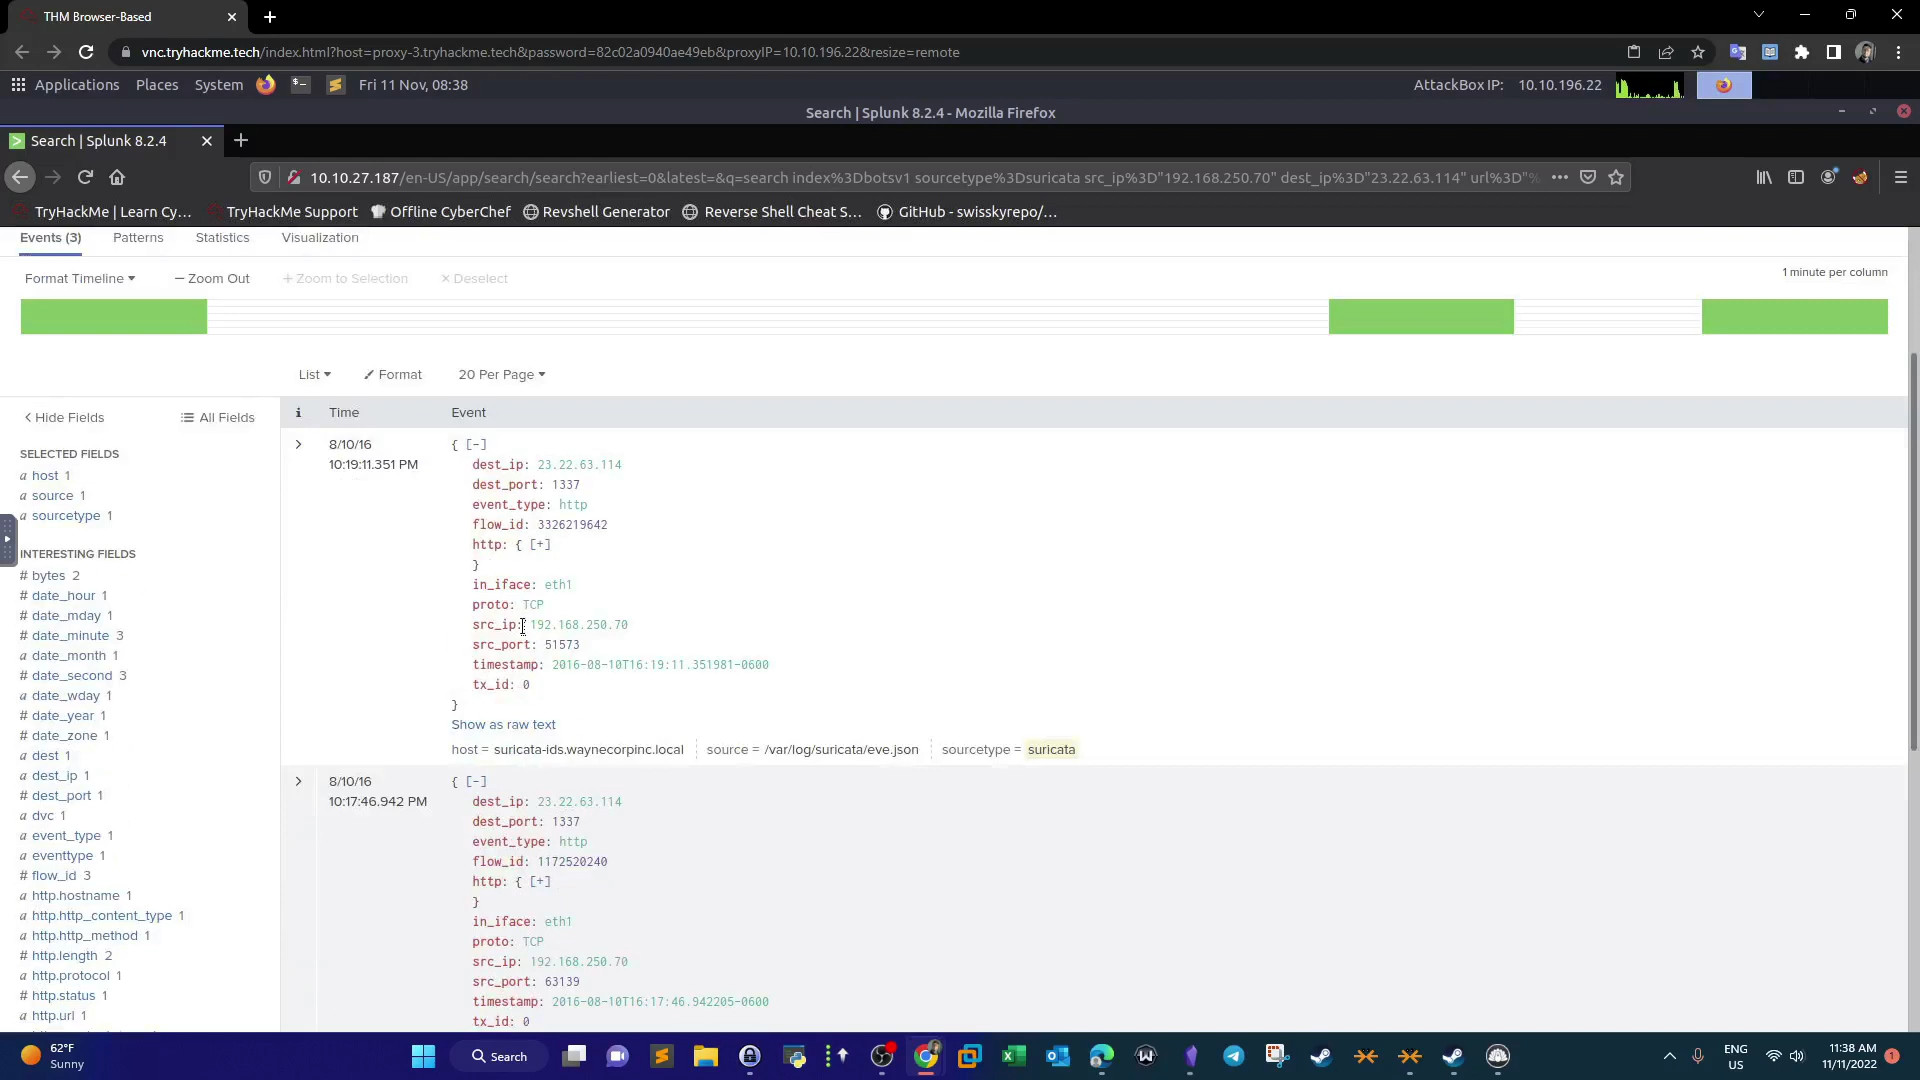 THM Browser-Based
vnc.tryhackme.tech/index.html?host=proxy-3.tryhackme.tech&password=82c02a0940ae49eb&proxyIP=10.10.196.22&resize=remote
Applications Places System Fri 11 Nov, 08:38 AttackBox IP: 10.10.196.22
Search | Splunk 8.2.4 - Mozilla Firefox
Search | Splunk 8.2.4
10.10.27.187/en-US/app/search/search?earliest=0&latest=&q=search index%3Dbotsv1 sourcetype%3Dsuricata src_ip%3D"192.168.250.70" dest_ip%3D"23.22.63.114" url%3D"%
TryHackMe | Learn Cy… TryHackMe Support Offline CyberChef Revshell Generator Reverse Shell Cheat S… GitHub - swisskyrepo/…
Events (3) Patterns Statistics Visualization
Format Timeline — Zoom Out + Zoom to Selection × Deselect 1 minute per column
List Format 20 Per Page
< Hide Fields All Fields i Time Event
SELECTED FIELDS
a host 1
a source 1
a sourcetype 1
INTERESTING FIELDS
# bytes 2
# date_hour 1
# date_mday 1
# date_minute 3
a date_month 1
# date_second 3
a date_wday 1
# date_year 1
# date_zone 1
a dest 1
a dest_ip 1
# dest_port 1
a dvc 1
a event_type 1
a eventtype 1
# flow_id 3
a http.hostname 1
a http.http_content_type 1
a http.http_method 1
# http.length 2
a http.protocol 1
# http.status 1
a http.url 1
8/10/16
10:19:11.351 PM
{ [-]
dest_ip: 23.22.63.114
dest_port: 1337
event_type: http
flow_id: 3326219642
http: { [+]
}
in_iface: eth1
proto: TCP
src_ip: 192.168.250.70
src_port: 51573
timestamp: 2016-08-10T16:19:11.351981-0600
tx_id: 0
}
Show as raw text
host = suricata-ids.waynecorpinc.local source = /var/log/suricata/eve.json sourcetype = suricata
8/10/16
10:17:46.942 PM
{ [-]
dest_ip: 23.22.63.114
dest_port: 1337
event_type: http
flow_id: 1172520240
http: { [+]
}
in_iface: eth1
proto: TCP
src_ip: 192.168.250.70
src_port: 63139
timestamp: 2016-08-10T16:17:46.942205-0600
tx_id: 0
62°F
Sunny
Search
ENG
US
11:38 AM
11/11/2022
1